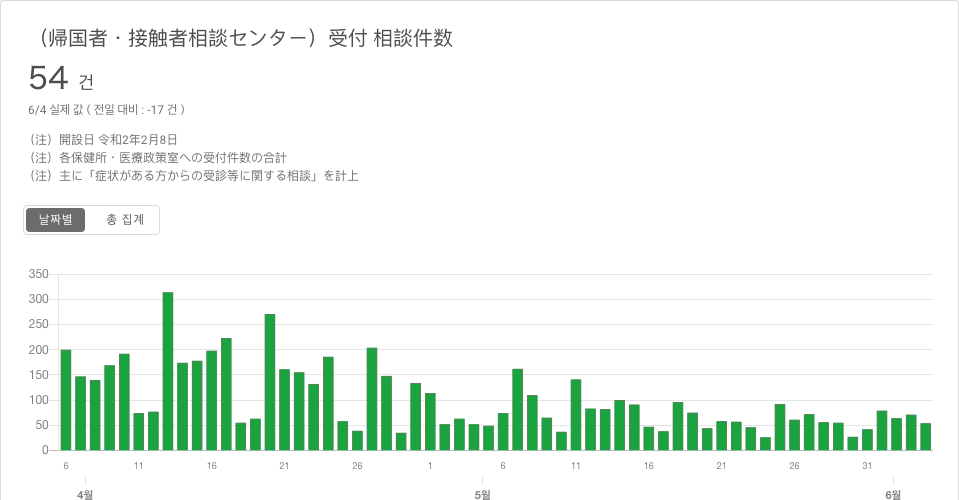 （帰国者・接触者相談センター）受付 相談件数
54 건
6/4 실제 값 ( 전일 대비 : -17 건 )
（注）開設日 令和2年2月8日
（注）各保健所・医療政策室への受付件数の合計
（注）主に「症状がある方からの受診等に関する相談」を計上
날짜별 총 집계
350
300
250
200
150
100
50
0
6 11 16 21 26 1 6 11 16 21 26 31
4월 5월 6월